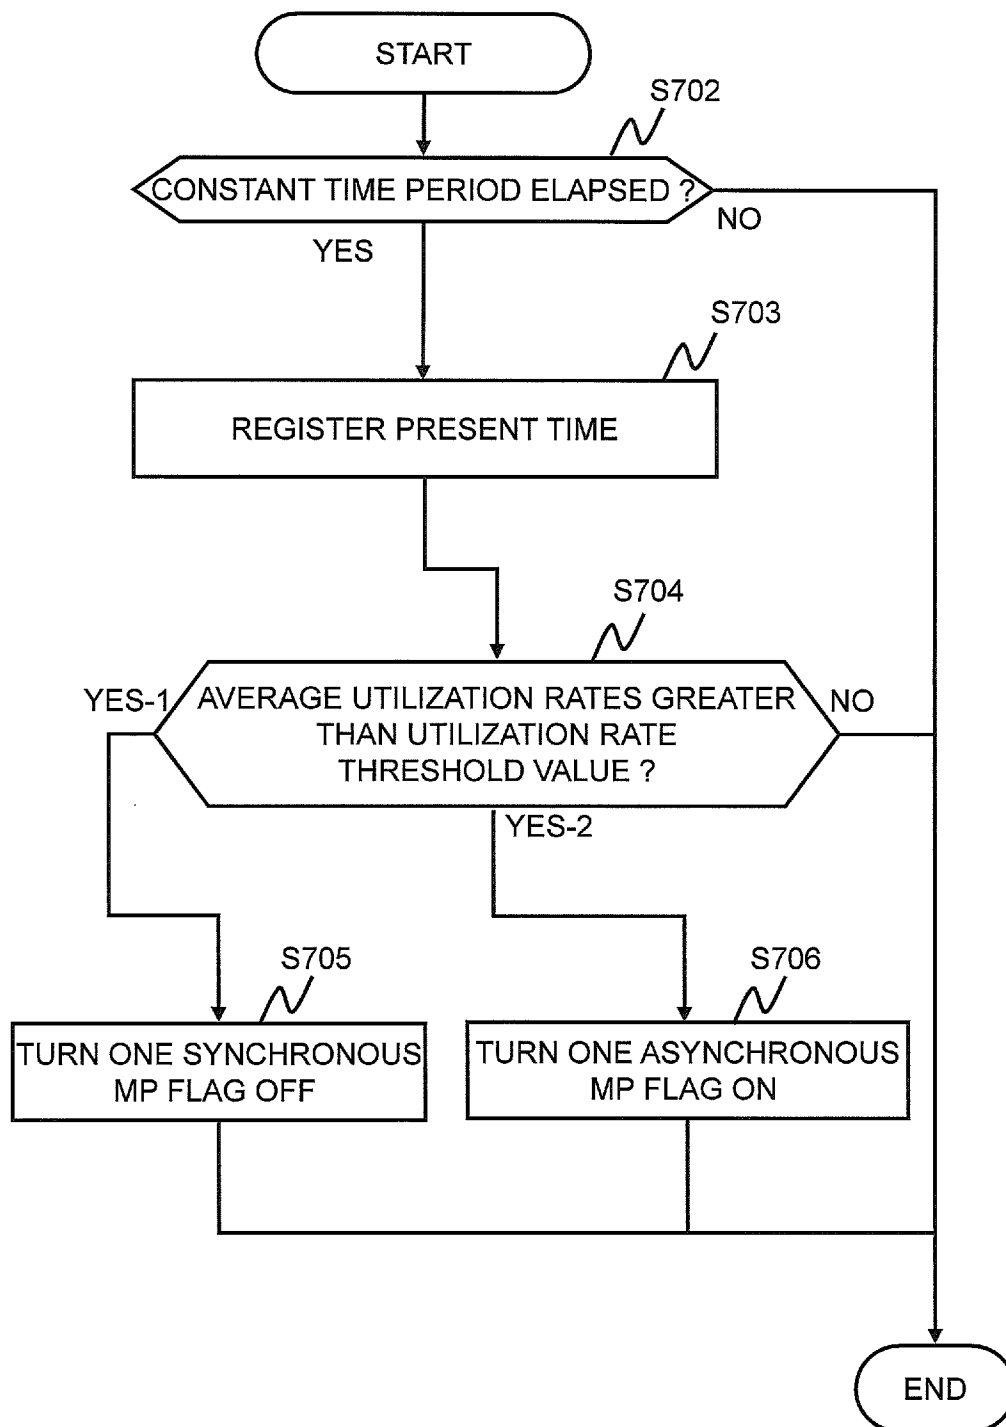 START
S702
CONSTANT TIME PERIOD ELAPSED ?
NO
YES
S703
REGISTER PRESENT TIME
S704
YES-1
AVERAGE UTILIZATION RATES GREATER
THAN UTILIZATION RATE
THRESHOLD VALUE ?
NO
YES-2
S705
TURN ONE SYNCHRONOUS
MP FLAG OFF
S706
TURN ONE ASYNCHRONOUS
MP FLAG ON
END